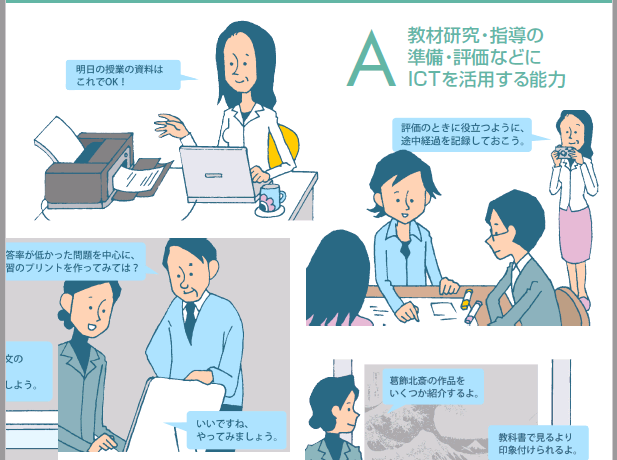 A
教材研究・指導の
準備・評価などに
ICTを活用する能力
明日の授業の資料は
これでOK！
評価のときに役立つように、
途中経過を記録しておこう。
答率が低かった問題を中心に、
習のプリントを作ってみては？
文の
しよう。
いいですね、
やってみましょう。
葛飾北斎の作品を
いくつか紹介するよ。
教科書で見るより
印象付けられるよ。